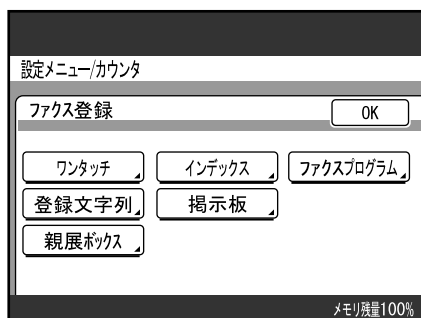 設定メニュー/カウンタ
ファクス登録 OK
ワンタッチ インデックス ファクスプログラム
登録文字列 掲示板
親展ボックス
メモリ残量100%